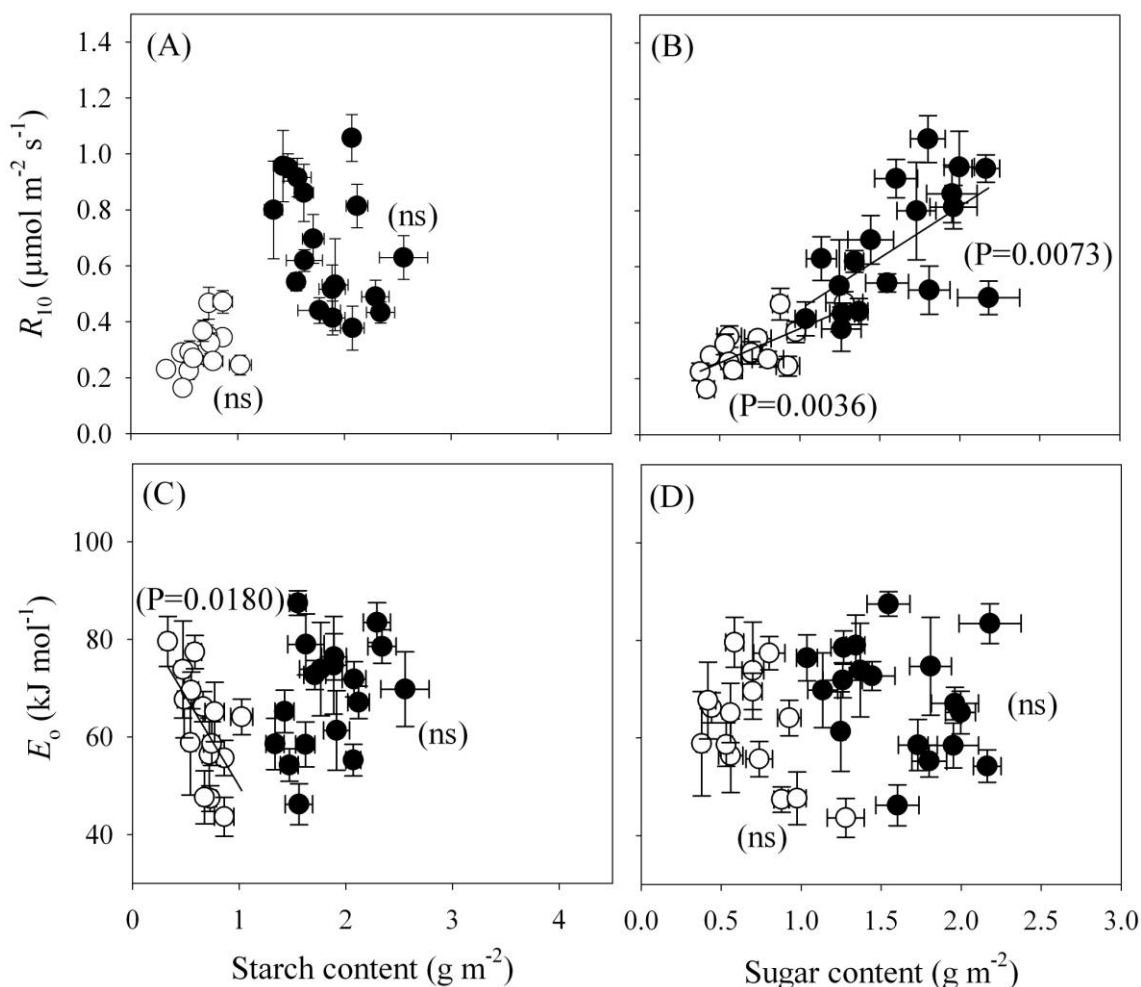 (A)
(B)
1.4
1.2
1.0
0.8
0.6
0.4
0.2
0.0
R10 (µmol m-2 s-1)
(ns)
(ns)
(P=0.0073)
(P=0.0036)
(C)
(D)
100
80
60
40
Eo (kJ mol-1)
(P=0.0180)
(ns)
(ns)
(ns)
0 1 2 3 4
0.0 0.5 1.0 1.5 2.0 2.5 3.0
Starch content (g m-2)
Sugar content (g m-2)